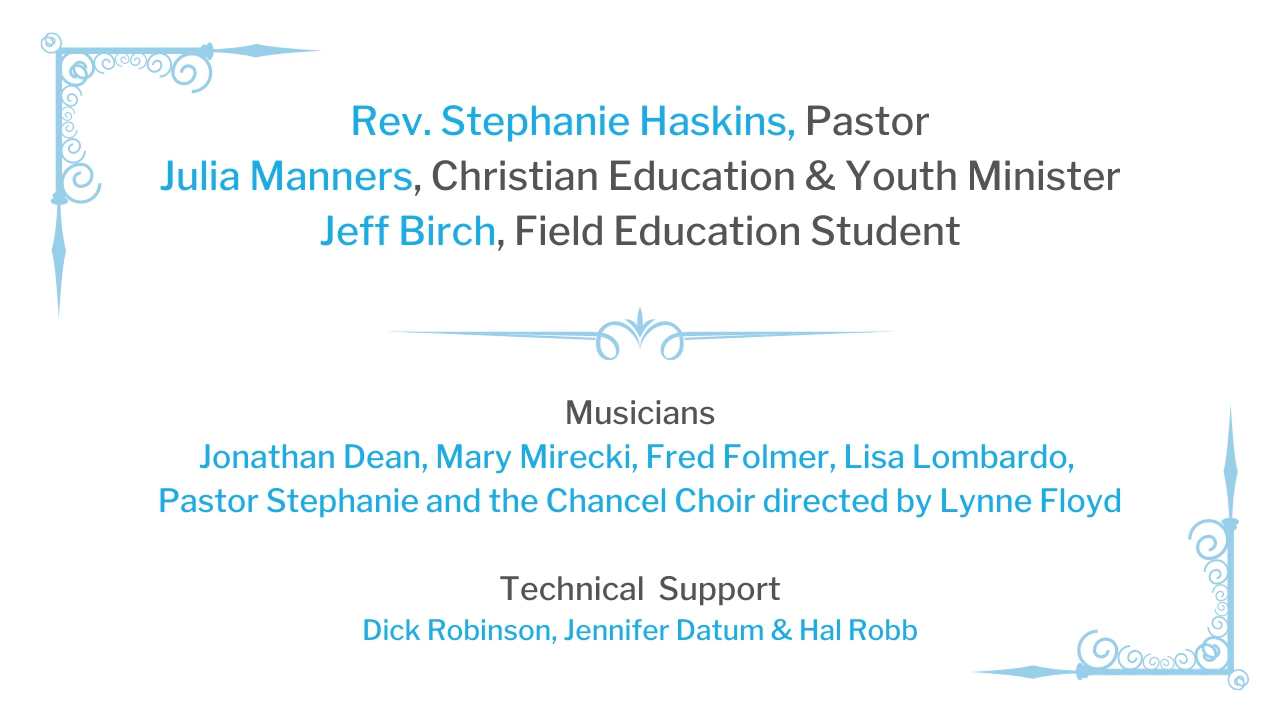 Rev. Stephanie Haskins, Pastor
Julia Manners, Christian Education & Youth Minister
Jeff Birch, Field Education Student
Musicians
Jonathan Dean, Mary Mirecki, Fred Folmer, Lisa Lombardo,
Pastor Stephanie and the Chancel Choir directed by Lynne Floyd
Technical Support
Dick Robinson, Jennifer Datum & Hal Robb